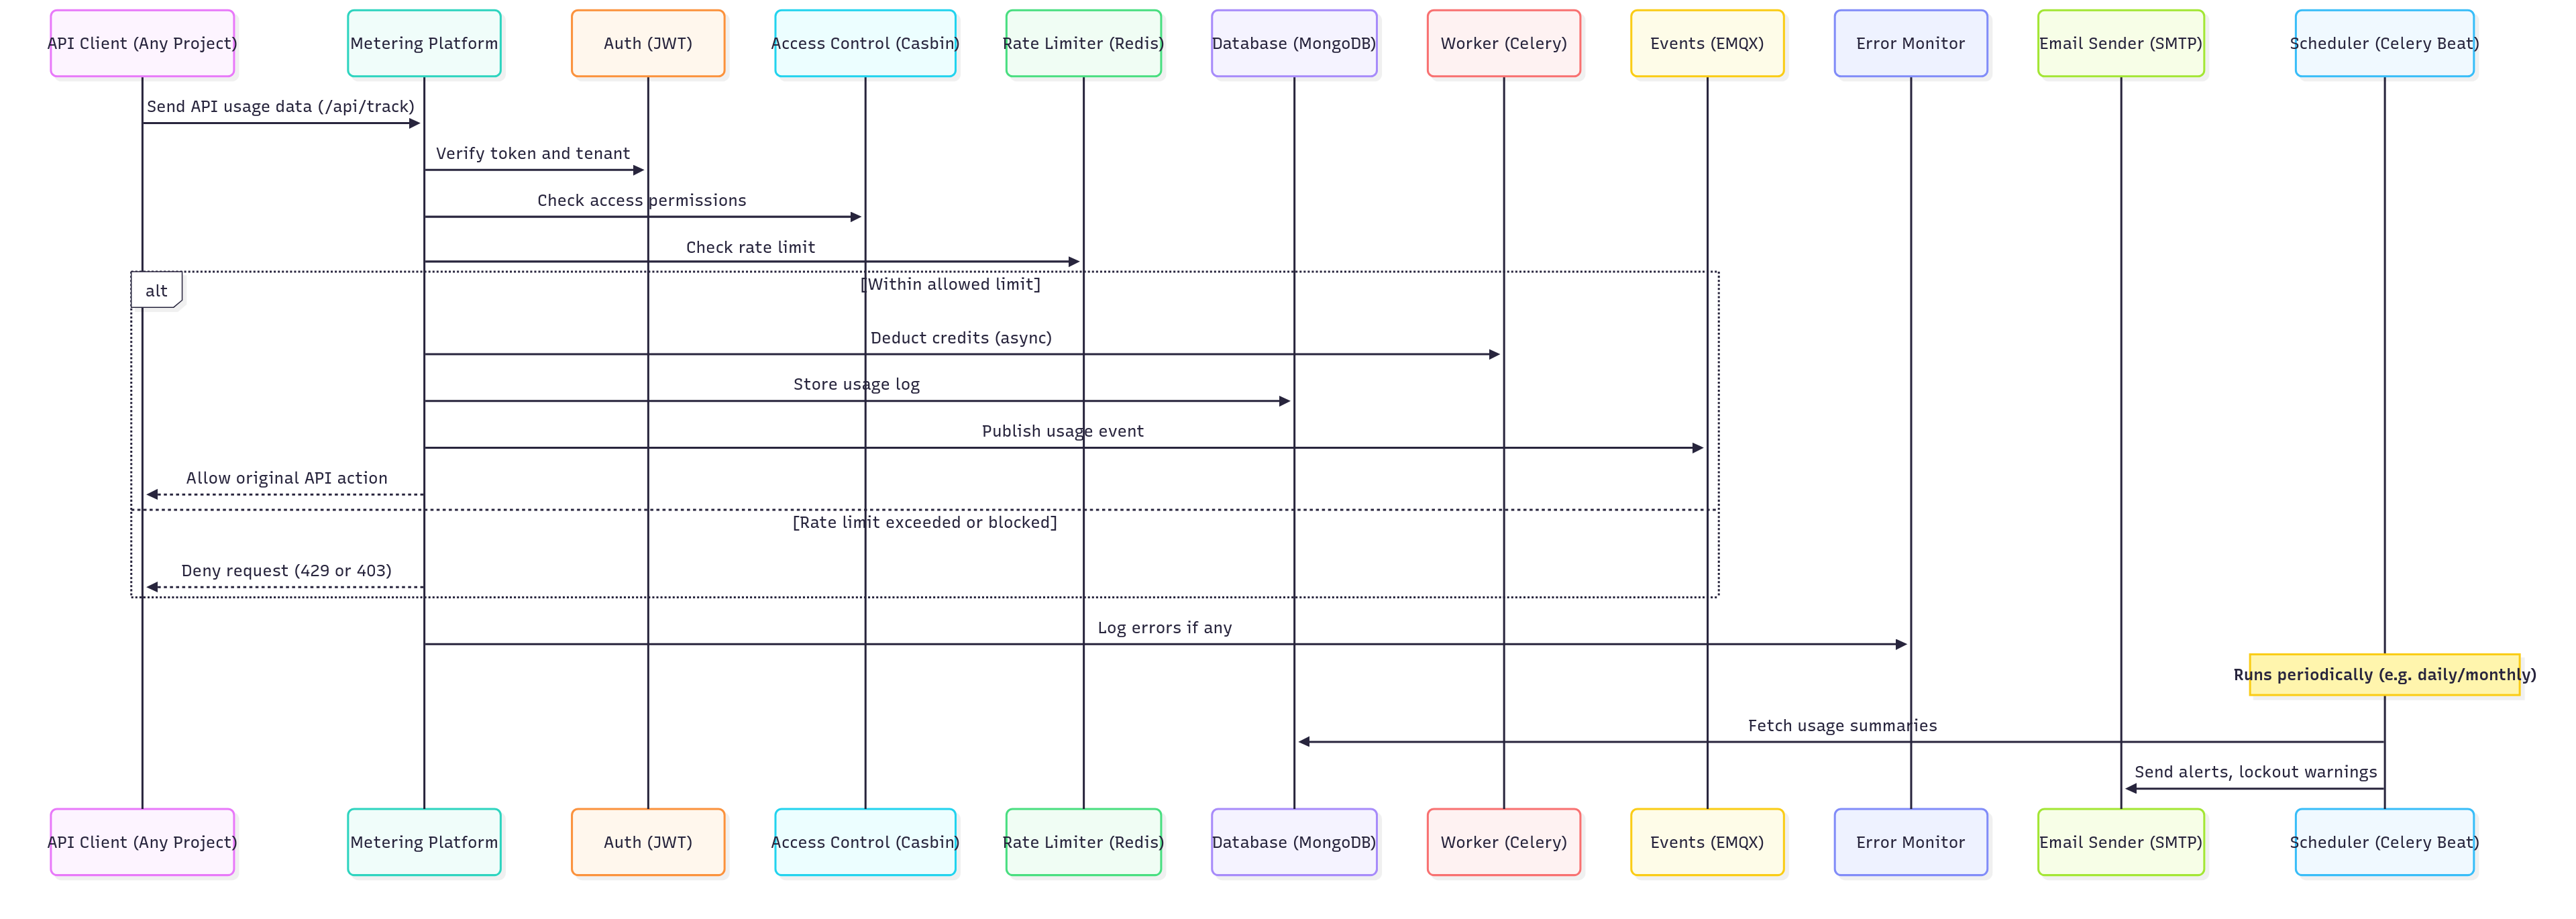 API Client (Any Project)
Metering Platform
Auth (JWT)
Access Control (Casbin)
Rate Limiter (Redis)
Database (MongoDB)
Worker (Celery)
Events (EMQX)
Error Monitor
Email Sender (SMTP)
Scheduler (Celery Beat)
Send API usage data (/api/track)
Verify token and tenant
Check access permissions
Check rate limit
alt
[Within allowed limit]
Deduct credits (async)
Store usage log
Publish usage event
Allow original API action
[Rate limit exceeded or blocked]
Deny request (429 or 403)
Log errors if any
Runs periodically (e.g. daily/monthly)
Fetch usage summaries
Send alerts, lockout warnings
API Client (Any Project)
Metering Platform
Auth (JWT)
Access Control (Casbin)
Rate Limiter (Redis)
Database (MongoDB)
Worker (Celery)
Events (EMQX)
Error Monitor
Email Sender (SMTP)
Scheduler (Celery Beat)